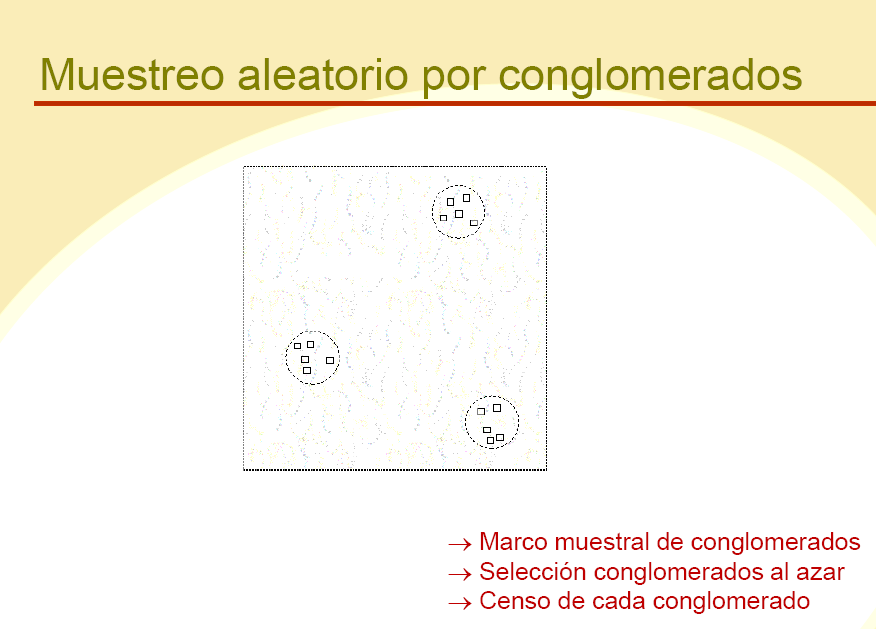 Muestreo aleatorio por conglomerados
→ Marco muestral de conglomerados
→ Selección conglomerados al azar
→ Censo de cada conglomerado